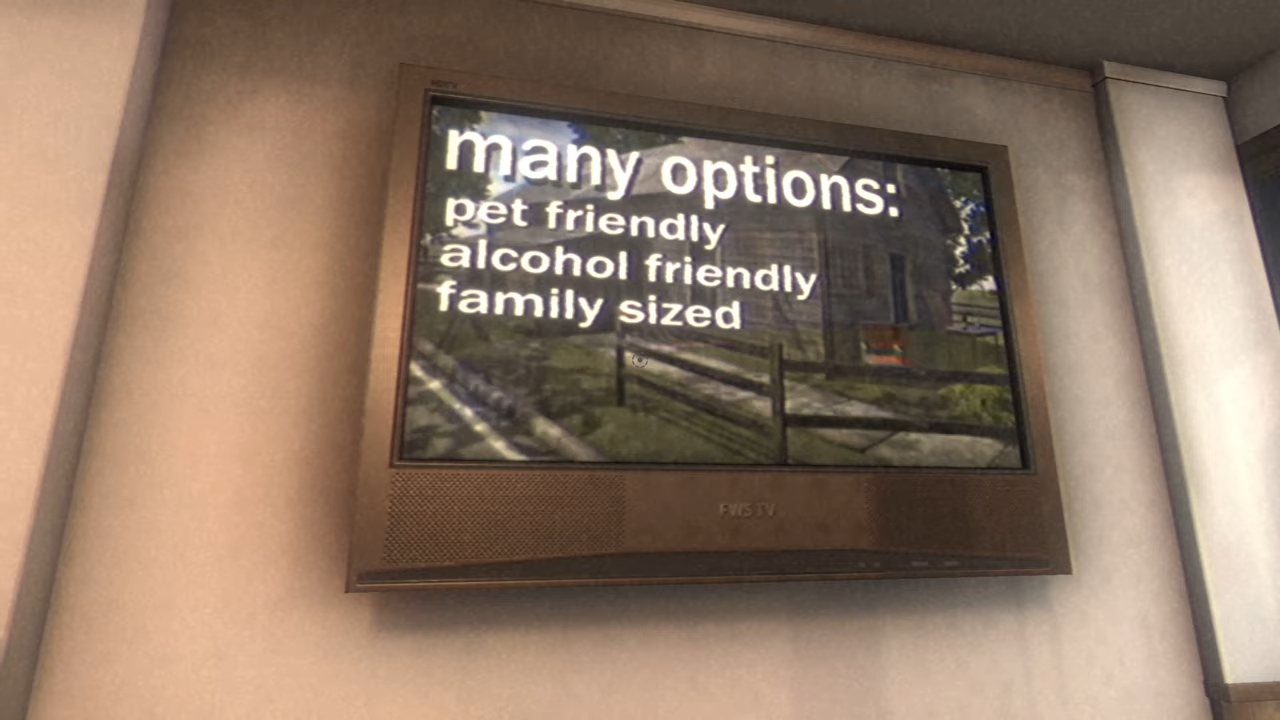 many options:
pet friendly
alcohol friendly
family sized
FWS TV